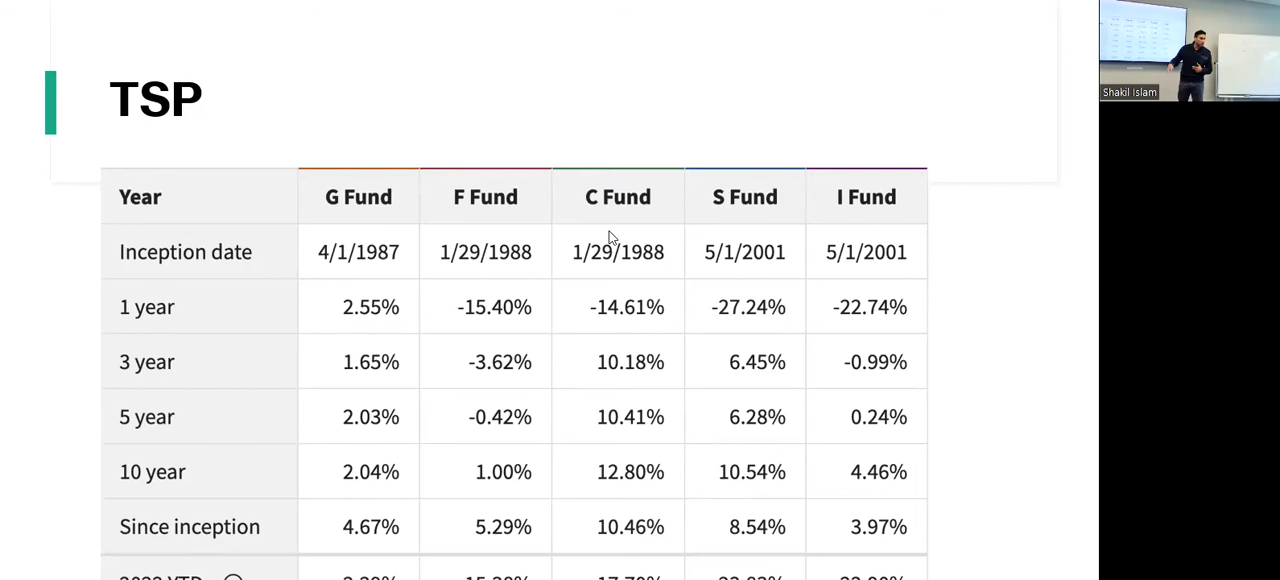 TSP
Year G Fund F Fund C Fund S Fund I Fund
Inception date 4/1/1987 1/29/1988 1/29/1988 5/1/2001 5/1/2001
1 year 2.55% -15.40% -14.61% -27.24% -22.74%
3 year 1.65% -3.62% 10.18% 6.45% -0.99%
5 year 2.03% -0.42% 10.41% 6.28% 0.24%
10 year 2.04% 1.00% 12.80% 10.54% 4.46%
Since inception 4.67% 5.29% 10.46% 8.54% 3.97%
Shakil Islam